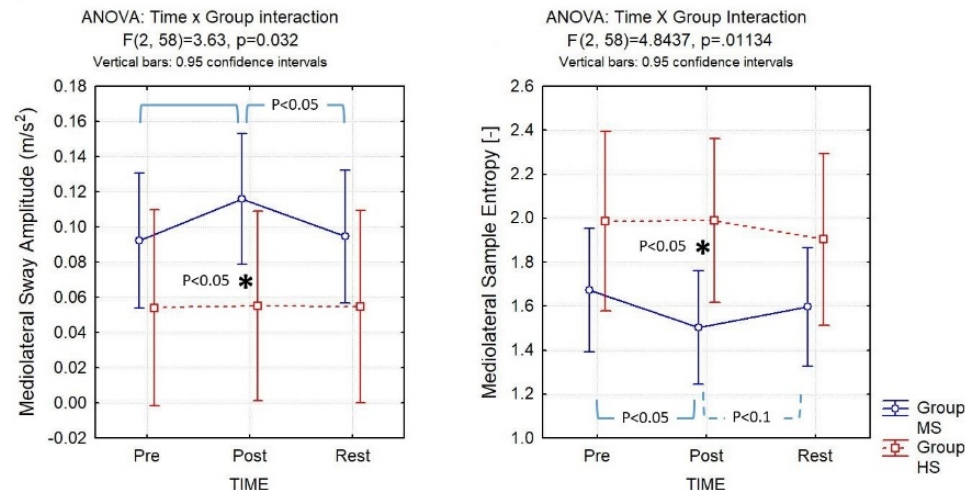 ANOVA: Time x Group interaction
F(2, 58)=3.63, p=0.032
Vertical bars: 0.95 confidence intervals
Mediolateral Sway Amplitude (m/s²)
0.18
0.16
0.14
0.12
0.10
0.08
0.06
0.04
0.02
0.00
-0.02
P<0.05
P<0.05 *
Pre Post Rest
TIME
ANOVA: Time X Group Interaction
F(2, 58)=4.8437, p=.01134
Vertical bars: 0.95 confidence intervals
Mediolateral Sample Entropy [-]
2.6
2.4
2.2
2.0
1.8
1.6
1.4
1.2
1.0
P<0.05 *
P<0.05 P<0.1
Pre Post Rest
TIME
Group
MS
Group
HS